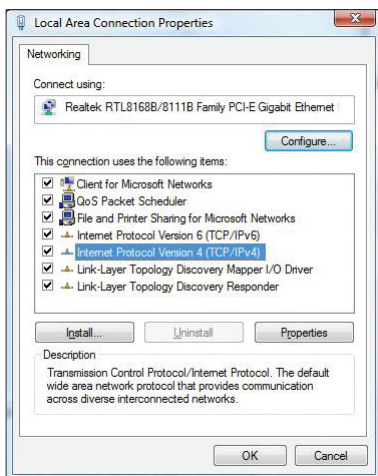 Local Area Connection Properties
Networking
Connect using:
Realtek RTL8168B/8111B Family PCI-E Gigabit Ethernet
Configure...
This connection uses the following items:
Client for Microsoft Networks
QoS Packet Scheduler
File and Printer Sharing for Microsoft Networks
Internet Protocol Version 6 (TCP/IPv6)
Internet Protocol Version 4 (TCP/IPv4)
Link-Layer Topology Discovery Mapper I/O Driver
Link-Layer Topology Discovery Responder
Install... Uninstall Properties
Description
Transmission Control Protocol/Internet Protocol. The default
wide area network protocol that provides communication
across diverse interconnected networks.
OK Cancel